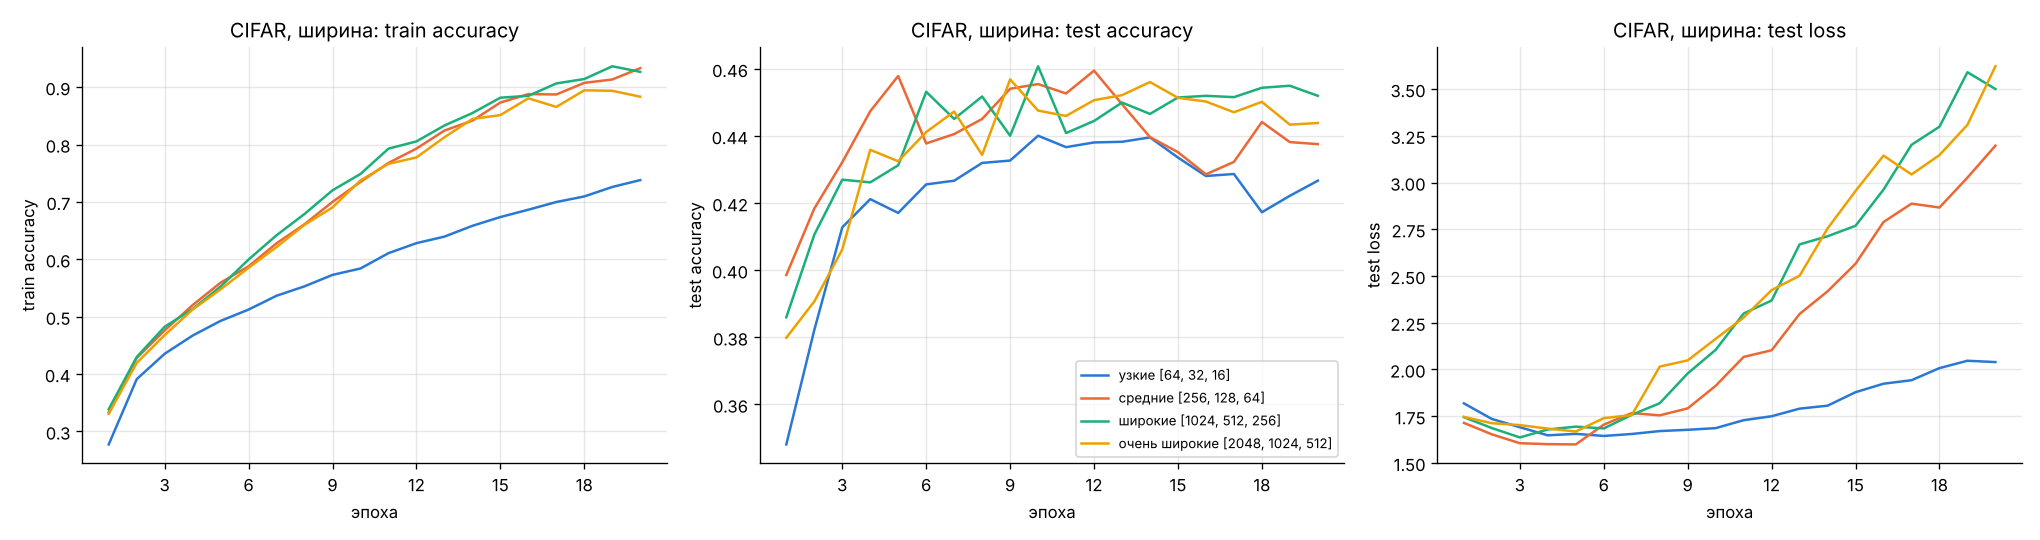 CIFAR, ширина: train accuracy
train accuracy
0.9
0.8
0.7
0.6
0.5
0.4
0.3
3 6 9 12 15 18
эпоха
CIFAR, ширина: test accuracy
test accuracy
0.46
0.44
0.42
0.40
0.38
0.36
узкие [64, 32, 16]
средние [256, 128, 64]
широкие [1024, 512, 256]
очень широкие [2048, 1024, 512]
3 6 9 12 15 18
эпоха
CIFAR, ширина: test loss
test loss
3.50
3.25
3.00
2.75
2.50
2.25
2.00
1.75
1.50
3 6 9 12 15 18
эпоха